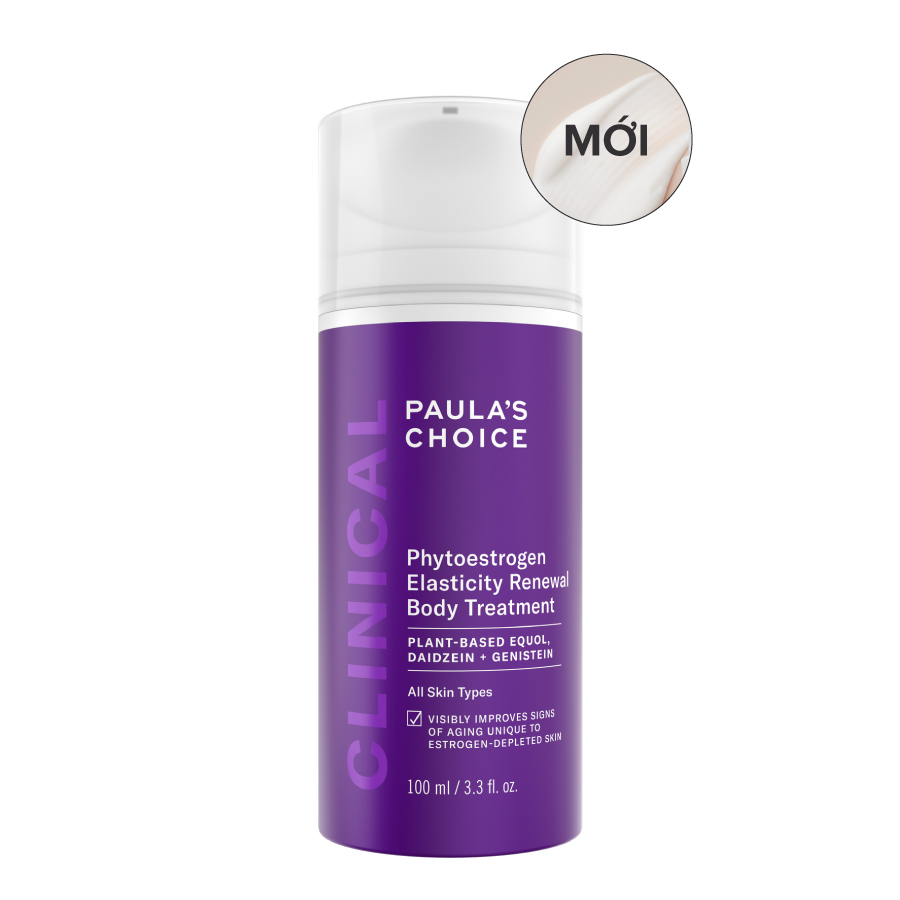 MỚI
CLINICAL
PAULA'S
CHOICE
Phytoestrogen
Elasticity Renewal
Body Treatment
PLANT-BASED EQUOL,
DAIDZEIN + GENISTEIN
All Skin Types
VISIBLY IMPROVES SIGNS
OF AGING UNIQUE TO
ESTROGEN-DEPLETED SKIN
100 ml / 3.3 fl. oz.